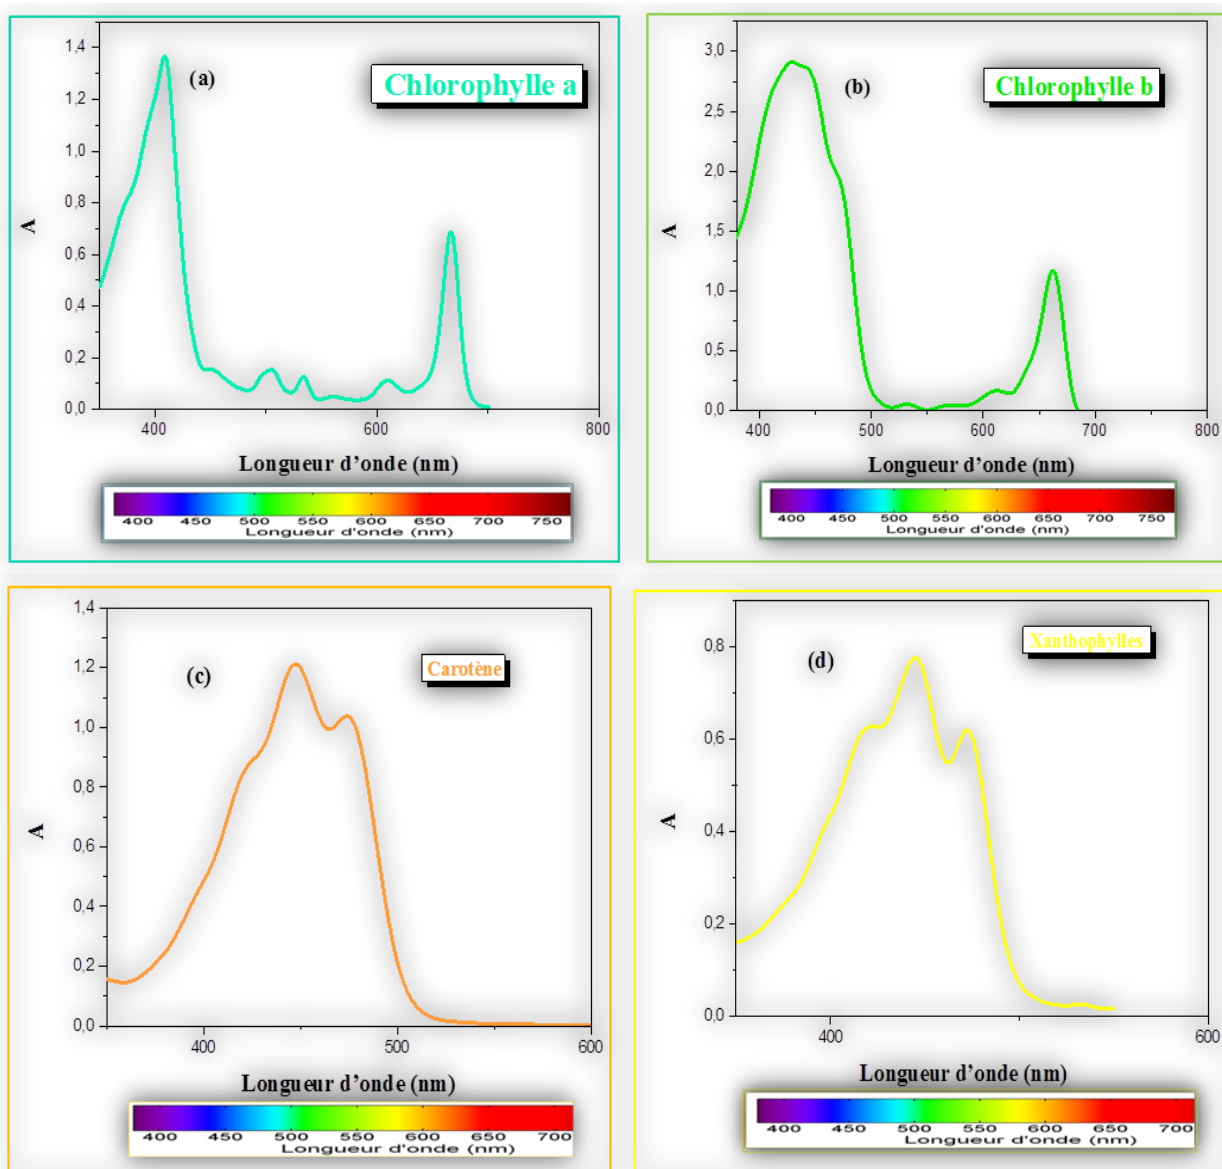 1,4
1,2
1,0
0,8
0,6
0,4
0,2
0,0
A
(a)
Chlorophylle a
400 600 800
Longueur d’onde (nm)
400 450 500 550 600 650 700 750
Longueur d'onde (nm)
3,0
2,5
2,0
1,5
1,0
0,5
0,0
A
(b)
Chlorophylle b
400 500 600 700 800
Longueur d’onde (nm)
400 450 500 550 600 650 700 750
Longueur d'onde (nm)
1,4
1,2
1,0
0,8
0,6
0,4
0,2
0,0
A
(c)
Carotène
400 500 600
Longueur d’onde (nm)
400 450 500 550 600 650 700
Longueur d'onde (nm)
0,8
0,6
0,4
0,2
0,0
A
(d)
Xanthophylles
400 600
Longueur d’onde (nm)
400 450 500 550 600 650 700
Longueur d'onde (nm)